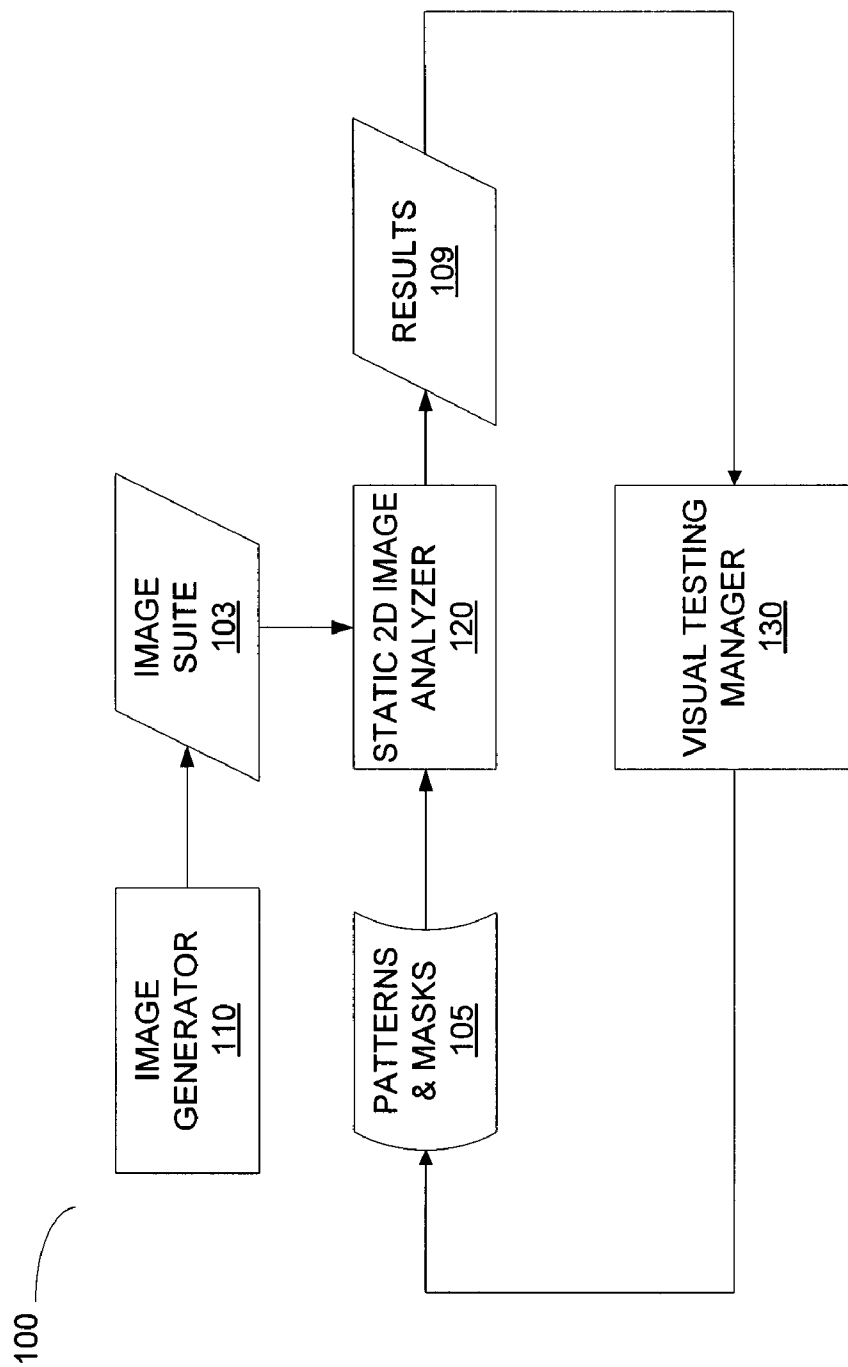 100
IMAGE
GENERATOR
110
IMAGE
SUITE
103
PATTERNS
& MASKS
105
STATIC 2D IMAGE
ANALYZER
120
RESULTS
109
VISUAL TESTING
MANAGER
130